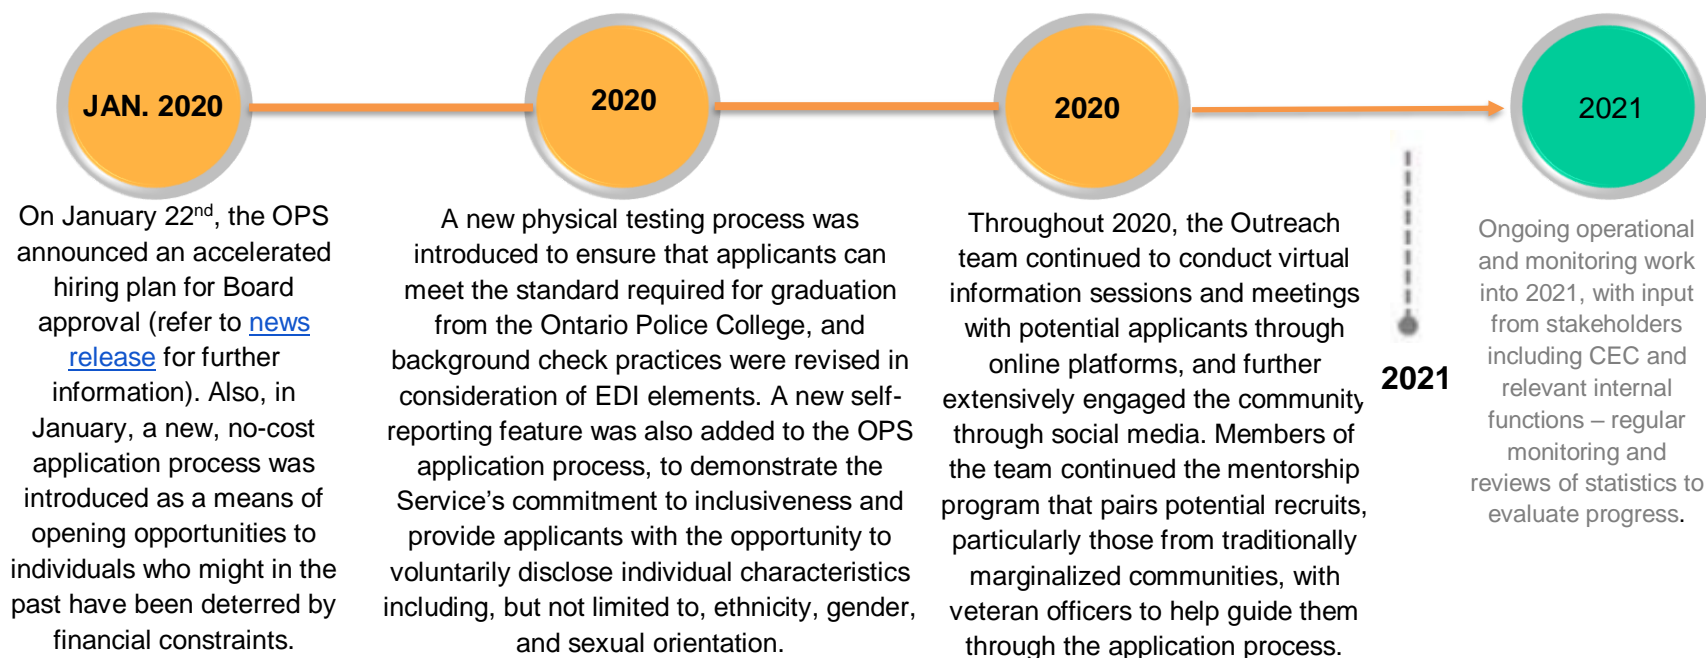 JAN. 2020
On January 22nd, the OPS
announced an accelerated
hiring plan for Board
approval (refer to news
release for further
information). Also, in
January, a new, no-cost
application process was
introduced as a means of
opening opportunities to
individuals who might in the
past have been deterred by
financial constraints.
2020
A new physical testing process was
introduced to ensure that applicants can
meet the standard required for graduation
from the Ontario Police College, and
background check practices were revised in
consideration of EDI elements. A new self-
reporting feature was also added to the OPS
application process, to demonstrate the
Service’s commitment to inclusiveness and
provide applicants with the opportunity to
voluntarily disclose individual characteristics
including, but not limited to, ethnicity, gender,
and sexual orientation.
2020
Throughout 2020, the Outreach
team continued to conduct virtual
information sessions and meetings
with potential applicants through
online platforms, and further
extensively engaged the community
through social media. Members of
the team continued the mentorship
program that pairs potential recruits,
particularly those from traditionally
marginalized communities, with
veteran officers to help guide them
through the application process.
2021
2021
Ongoing operational
and monitoring work
into 2021, with input
from stakeholders
including CEC and
relevant internal
functions – regular
monitoring and
reviews of statistics to
evaluate progress.